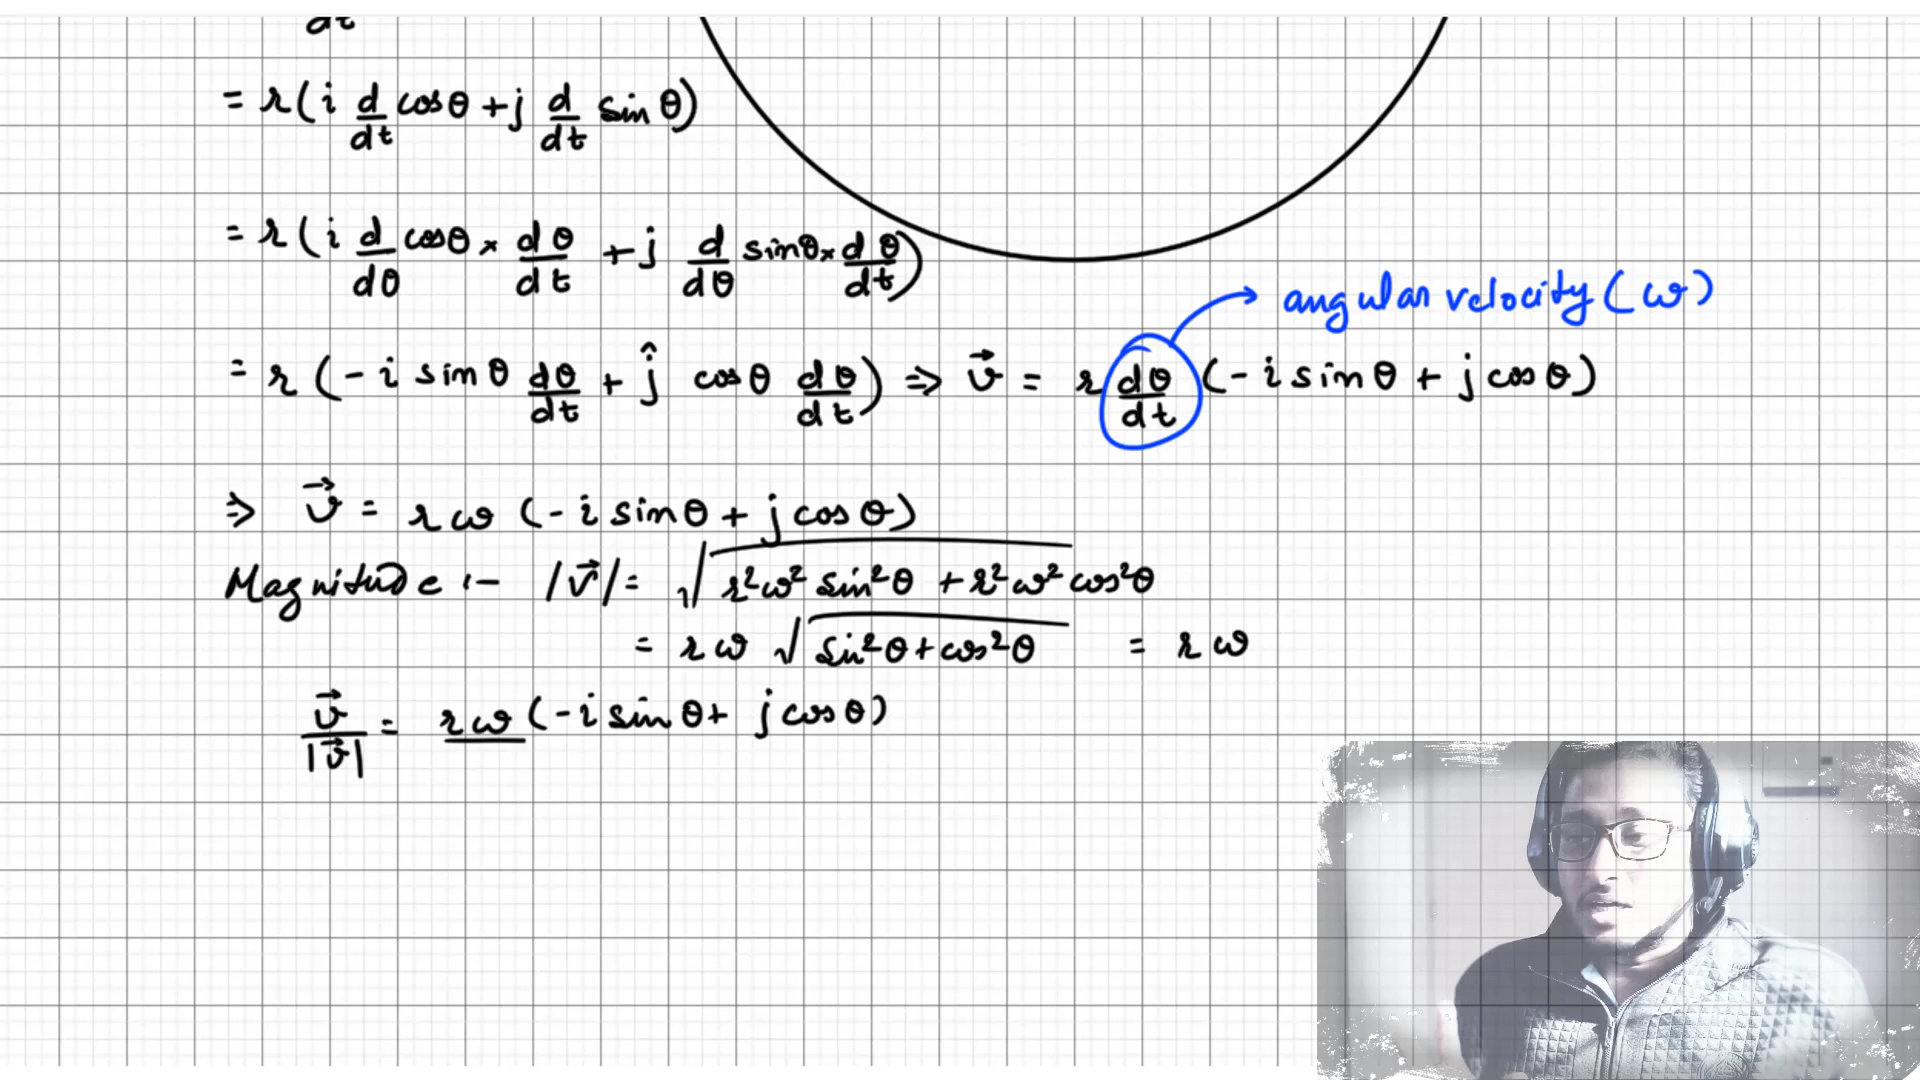 dt
= r(i d/dt cosθ + j d/dt sinθ)
= r(i d/dθ cosθ × dθ/dt + j d/dθ sinθ × dθ/dt)
angular velocity (ω)
= r(-i sinθ dθ/dt + ĵ cosθ dθ/dt) ⇒ v⃗ = r dθ/dt (-i sinθ + j cosθ)
⇒ v⃗ = rω (-i sinθ + j cosθ)
Magnitude :- |v⃗| = √r²ω² sin²θ + r²ω² cos²θ
= rω √sin²θ + cos²θ = rω
v⃗/|v⃗| = rω (-i sinθ + j cosθ)